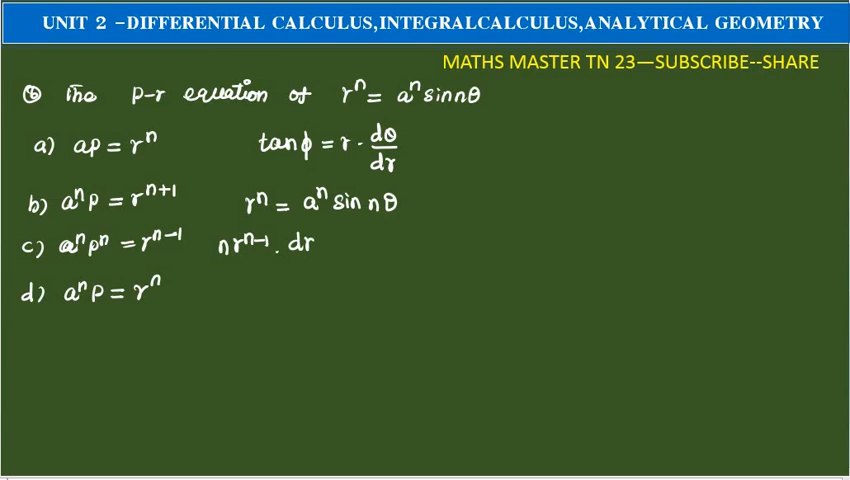 UNIT 2 –DIFFERENTIAL CALCULUS,INTEGRALCALCULUS,ANALYTICAL GEOMETRY
MATHS MASTER TN 23—SUBSCRIBE--SHARE
The p-r equation of rⁿ = aⁿ sin nθ
a) ap = rⁿ
tanϕ = r · dθ/dr
b) aⁿp = rⁿ⁺¹
rⁿ = aⁿ sin nθ
c) aⁿpⁿ = rⁿ⁻¹
nrⁿ⁻¹ . dr
d) aⁿp = rⁿ